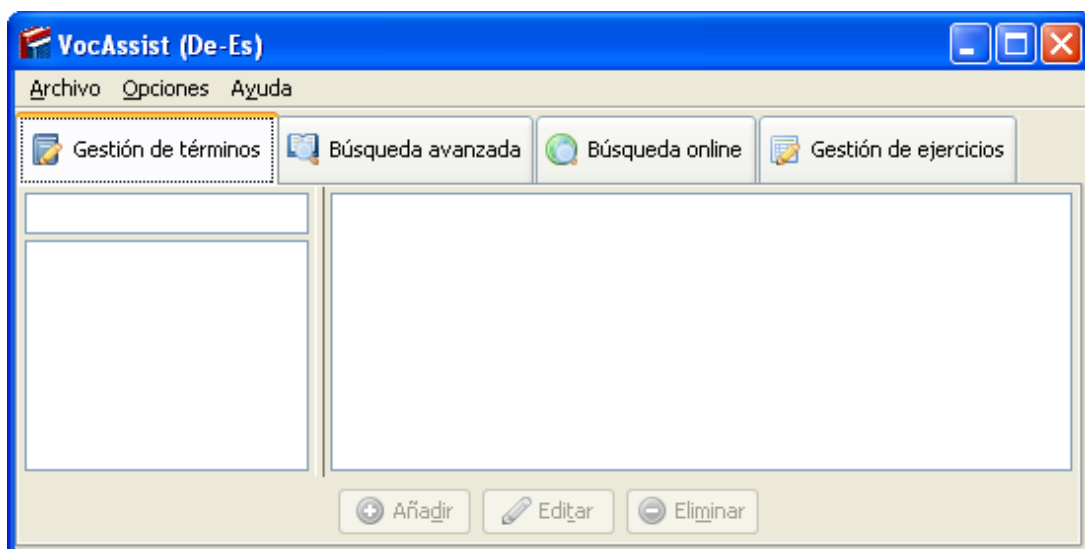 VocAssist (De-Es)
Archivo Opciones Ayuda
Gestión de términos Búsqueda avanzada Búsqueda online Gestión de ejercicios
Añadir Editar Eliminar